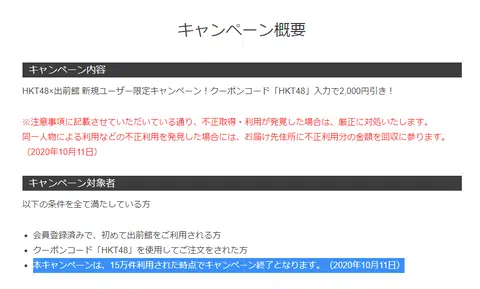 キャンペーン概要
キャンペーン内容
HKT48×出前館 新規ユーザー限定キャンペーン！クーポンコード「HKT48」入力で2,000円引き！
※注意事項に記載させていただいている通り、不正取得・利用が発覚した場合は、厳正に対処いたします。
同一人物による利用などの不正利用を発見した場合には、お届け先住所に不正利用分の金額を回収に参ります。
（2020年10月11日）
キャンペーン対象者
以下の条件を全て満たしている方
会員登録済みで、初めて出前館をご利用される方
クーポンコード「HKT48」を使用してご注文をされた方
本キャンペーンは、15万件利用された時点でキャンペーン終了となります。（2020年10月11日）